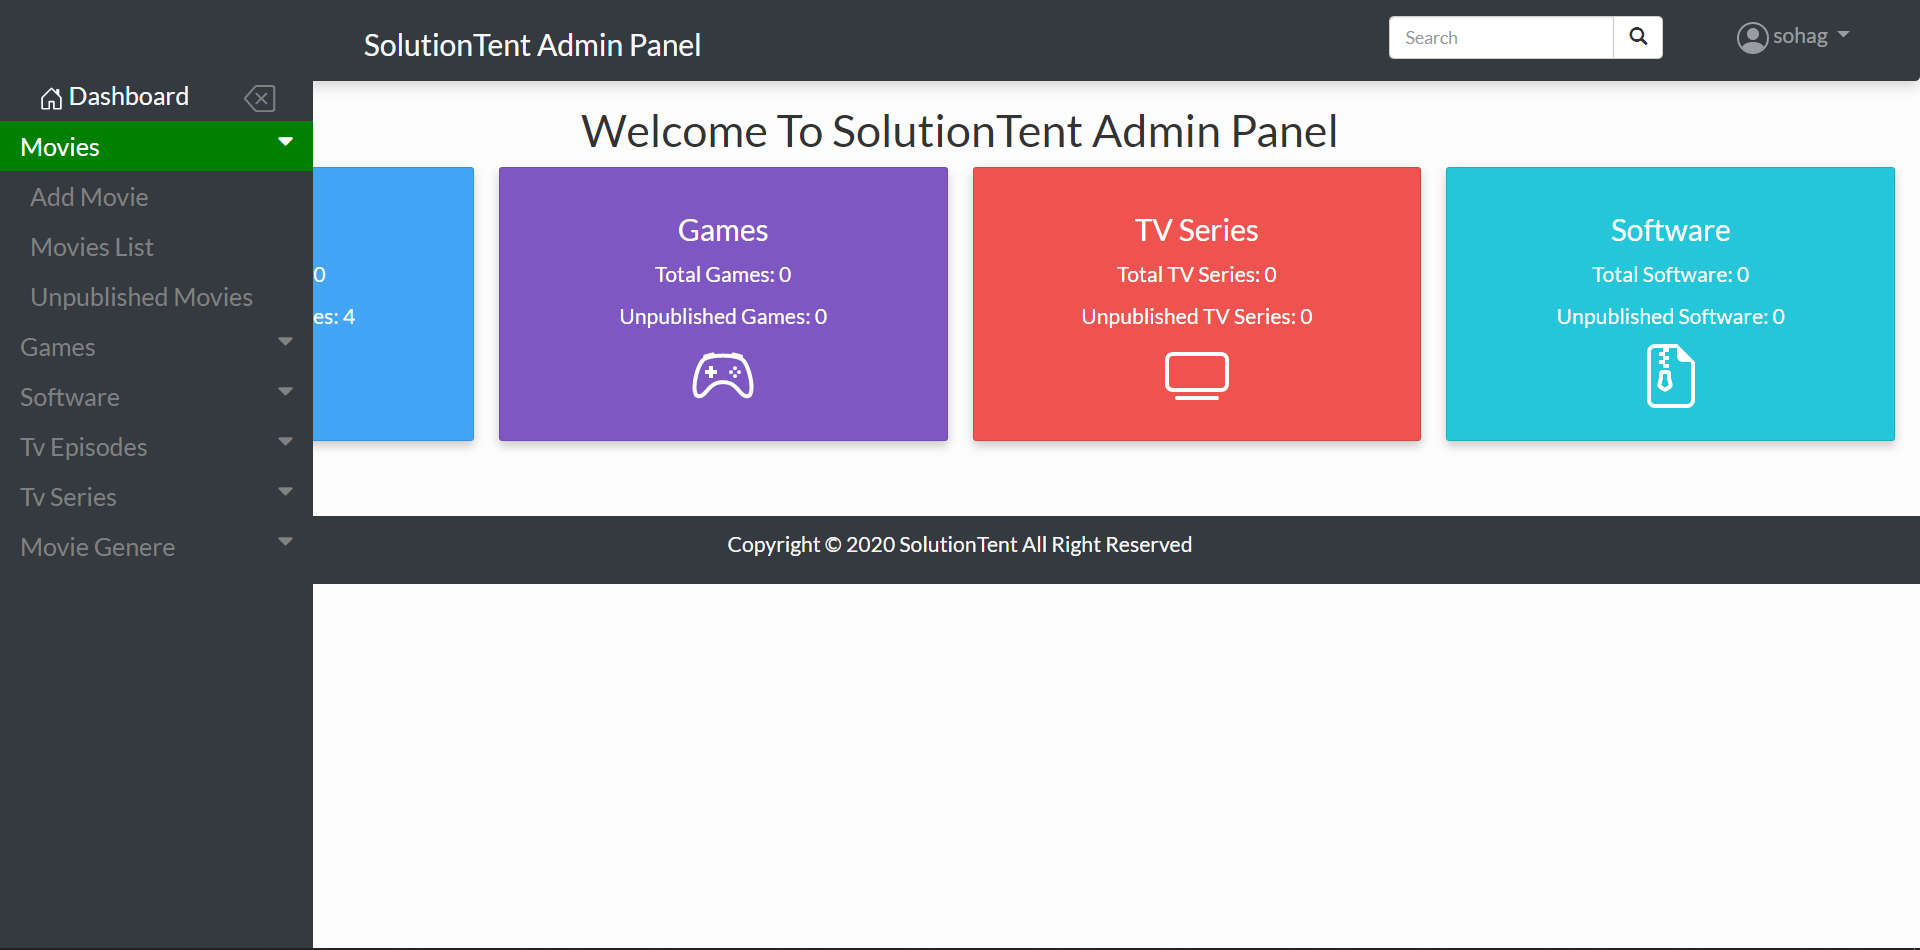 SolutionTent Admin Panel
Search
sohag
Dashboard
Movies
Add Movie
Movies List
Unpublished Movies
Games
Software
Tv Episodes
Tv Series
Movie Genere
Welcome To SolutionTent Admin Panel
0
es: 4
Games
Total Games: 0
Unpublished Games: 0
TV Series
Total TV Series: 0
Unpublished TV Series: 0
Software
Total Software: 0
Unpublished Software: 0
Copyright © 2020 SolutionTent All Right Reserved